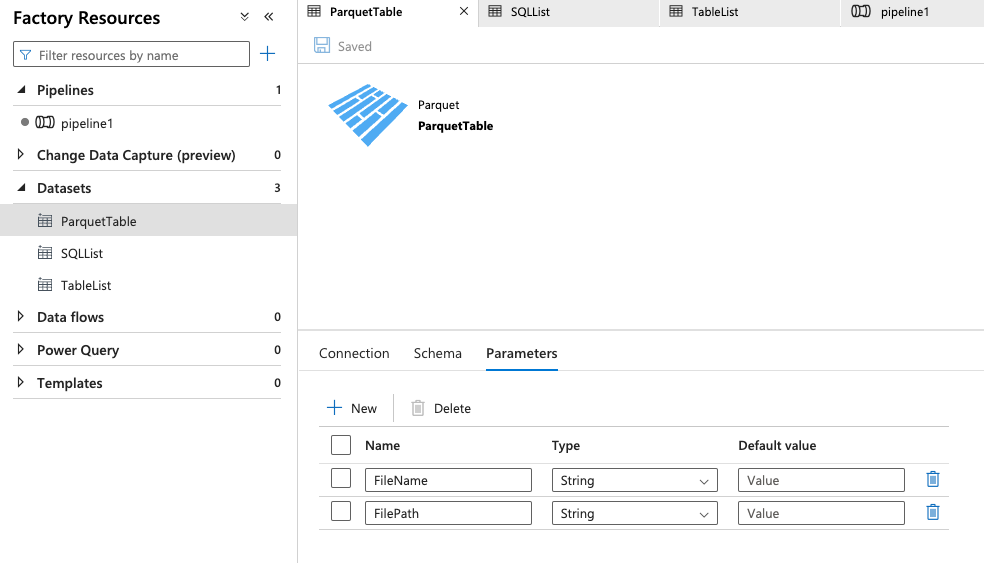 Factory Resources
Filter resources by name
Pipelines 1
pipeline1
Change Data Capture (preview) 0
Datasets 3
ParquetTable
SQLList
TableList
Data flows 0
Power Query 0
Templates 0
ParquetTable SQLList TableList pipeline1
Saved
Parquet
ParquetTable
Connection Schema Parameters
New Delete
Name Type Default value
FileName String Value
FilePath String Value